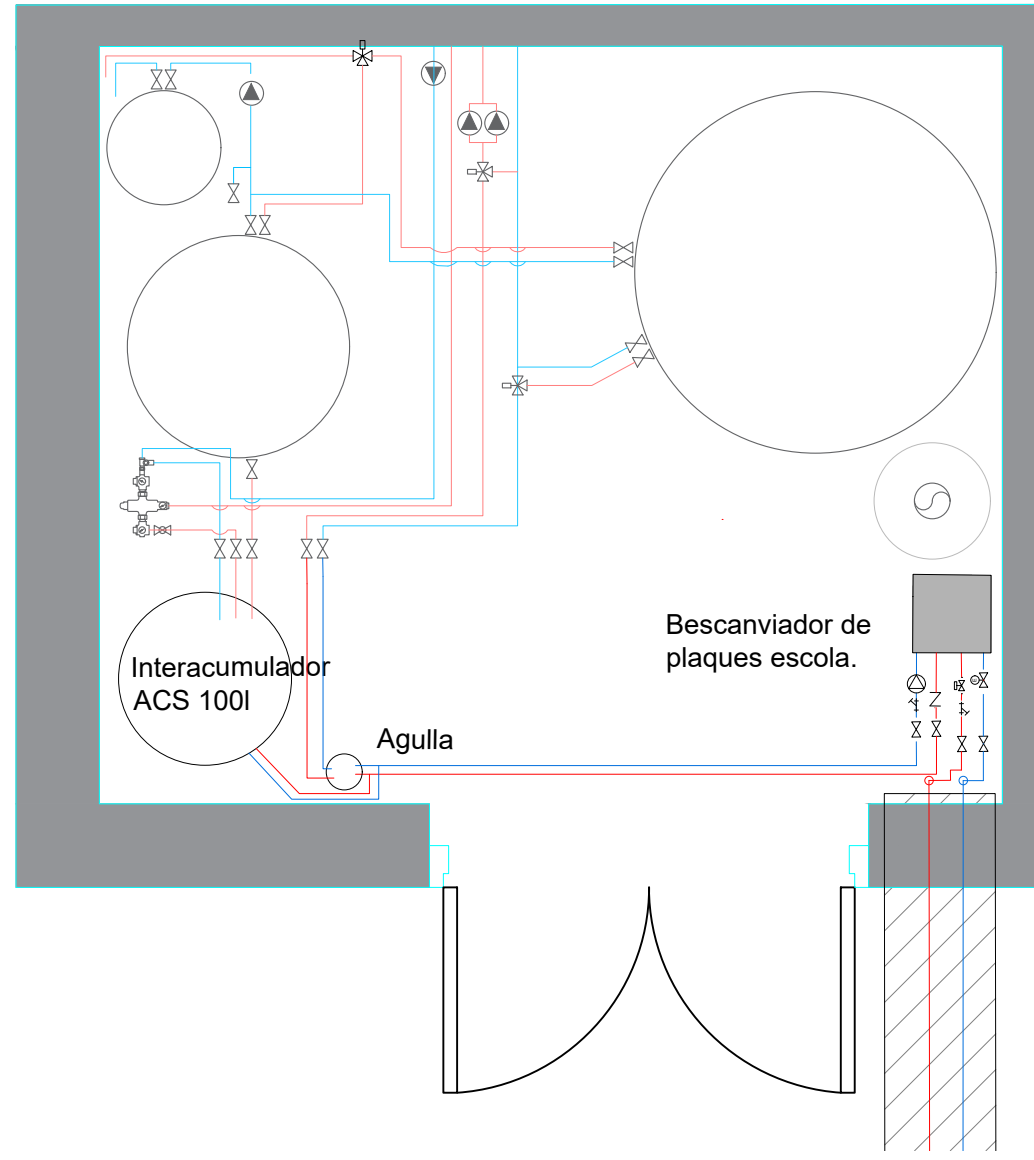 Bescanviador de
plaques escola.
Interacumulador
ACS 100l
Agulla